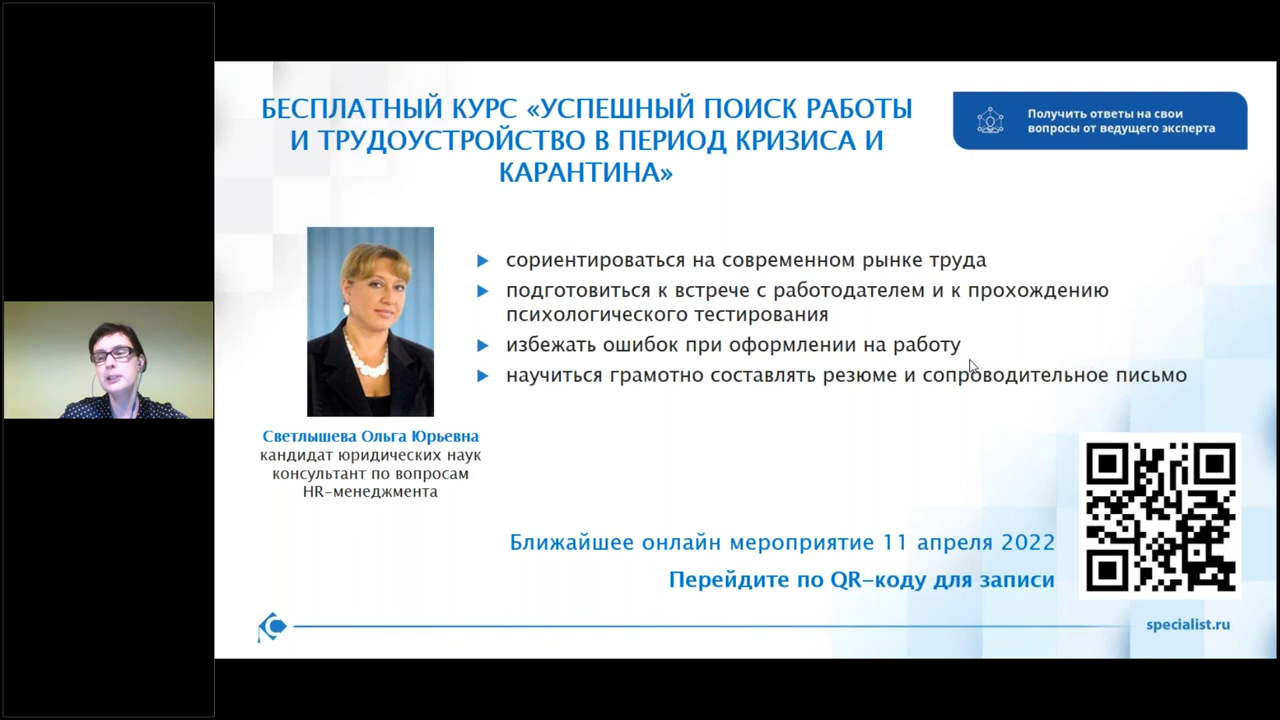 БЕСПЛАТНЫЙ КУРС «УСПЕШНЫЙ ПОИСК РАБОТЫ
И ТРУДОУСТРОЙСТВО В ПЕРИОД КРИЗИСА И
КАРАНТИНА»
Получить ответы на свои
вопросы от ведущего эксперта
сориентироваться на современном рынке труда
подготовиться к встрече с работодателем и к прохождению
психологического тестирования
избежать ошибок при оформлении на работу
научиться грамотно составлять резюме и сопроводительное письмо
Светлышева Ольга Юрьевна
кандидат юридических наук
консультант по вопросам
HR-менеджмента
Ближайшее онлайн мероприятие 11 апреля 2022
Перейдите по QR-коду для записи
specialist.ru